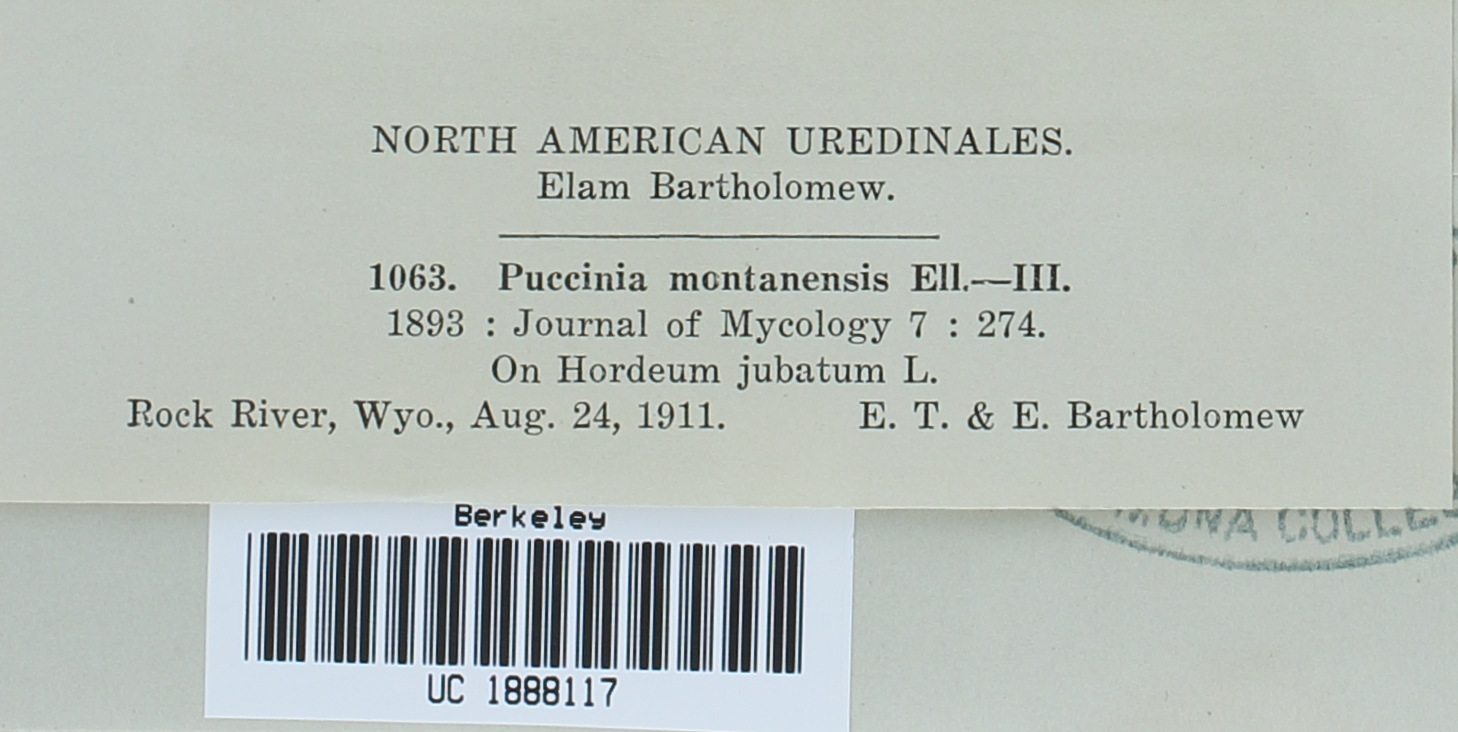 NORTH AMERICAN UREDINALES.
Elam Bartholomew.
1063. Puccinia montanensis Ell.—III.
1893 : Journal of Mycology 7 : 274.
On Hordeum jubatum L.
Rock River, Wyo., Aug. 24, 1911. E. T. & E. Bartholomew
Berkeley
UC 1888117